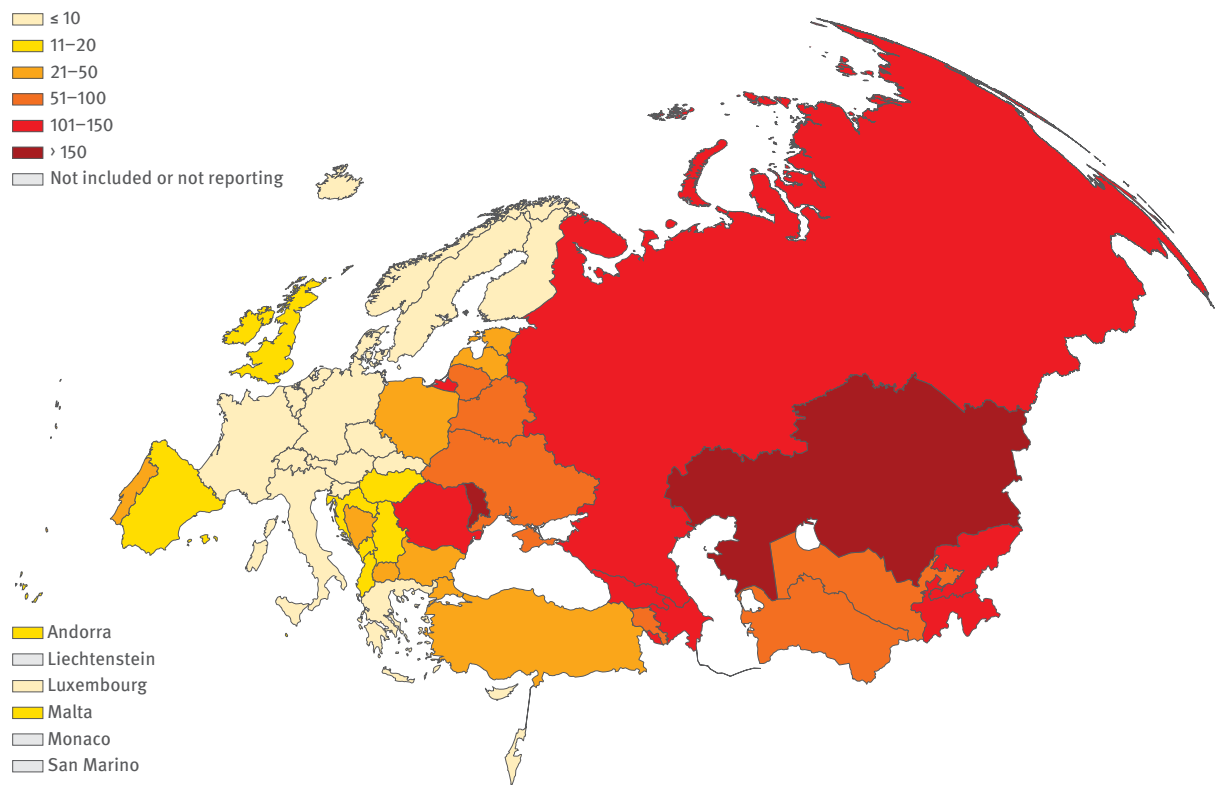 ≤ 10
11–20
21–50
51–100
101–150
› 150
Not included or not reporting
Andorra
Liechtenstein
Luxembourg
Malta
Monaco
San Marino